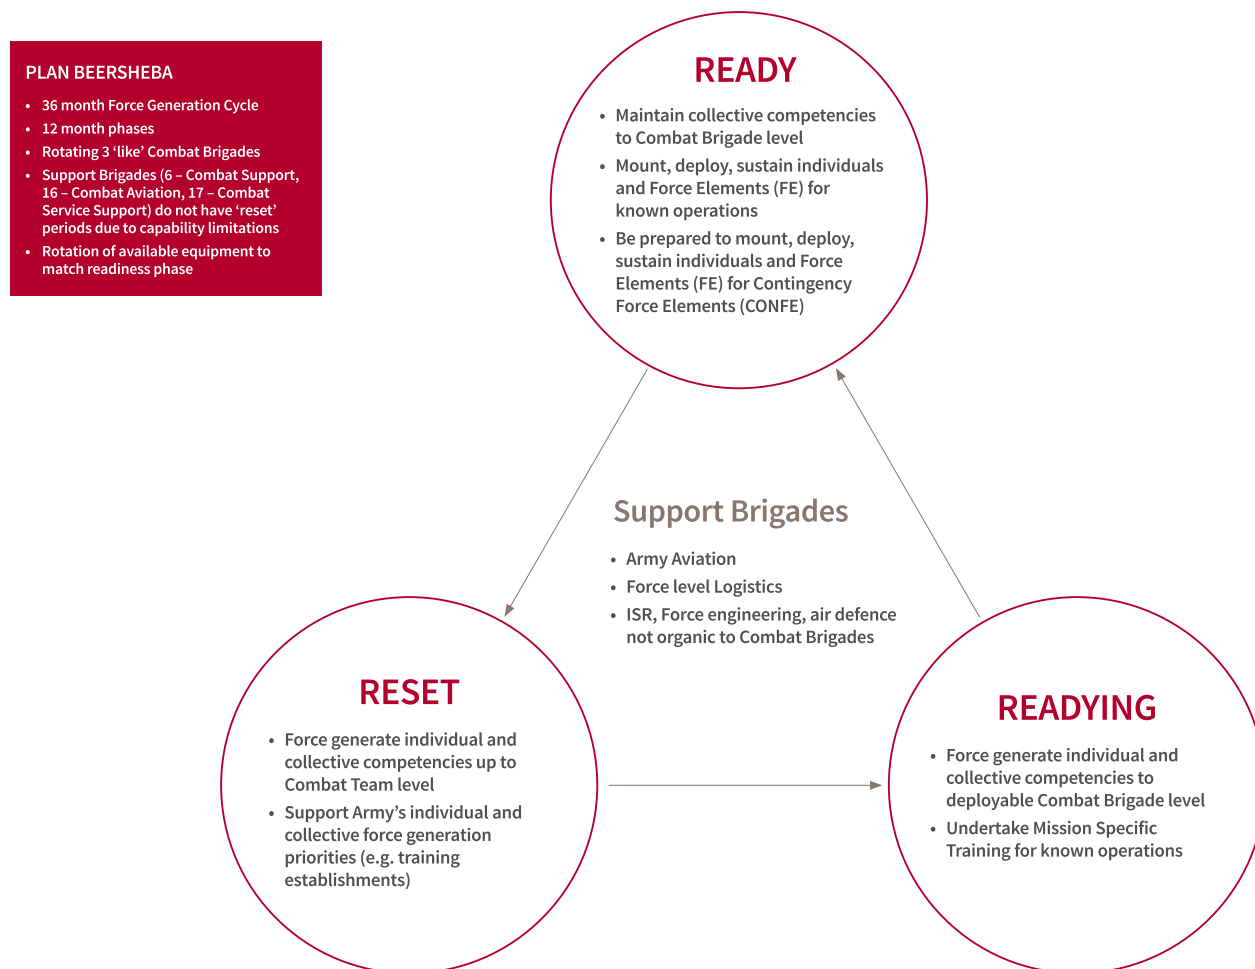 PLAN BEERSHEBA
• 36 month Force Generation Cycle
• 12 month phases
• Rotating 3 ‘like’ Combat Brigades
• Support Brigades (6 – Combat Support,
16 – Combat Aviation, 17 – Combat
Service Support) do not have ‘reset’
periods due to capability limitations
• Rotation of available equipment to
match readiness phase
READY
• Maintain collective competencies
to Combat Brigade level
• Mount, deploy, sustain individuals
and Force Elements (FE) for
known operations
• Be prepared to mount, deploy,
sustain individuals and Force
Elements (FE) for Contingency
Force Elements (CONFE)
Support Brigades
• Army Aviation
• Force level Logistics
• ISR, Force engineering, air defence
not organic to Combat Brigades
RESET
• Force generate individual and
collective competencies up to
Combat Team level
• Support Army’s individual and
collective force generation
priorities (e.g. training
establishments)
READYING
• Force generate individual and
collective competencies to
deployable Combat Brigade level
• Undertake Mission Specific
Training for known operations